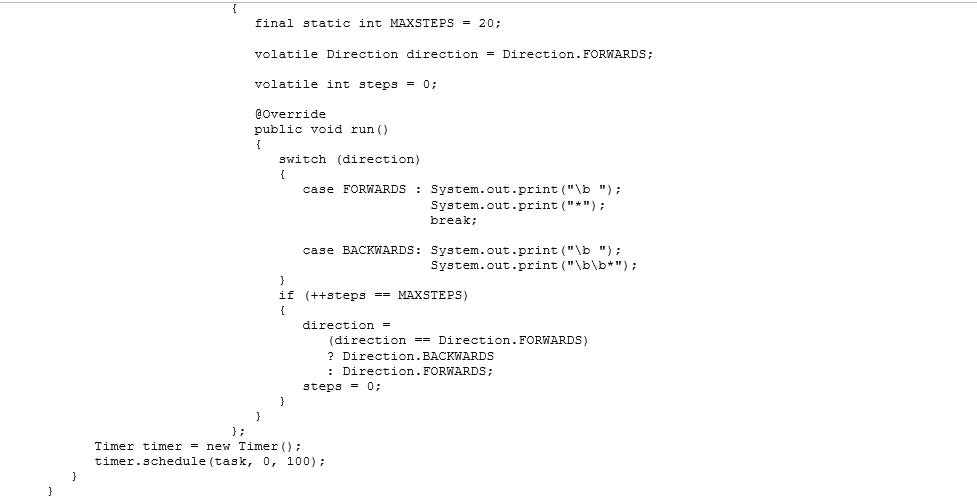 {
final static int MAXSTEPS = 20;
volatile Direction direction = Direction.FORWARDS;
volatile int steps = 0;
@Override
public void run()
{
switch (direction)
{
case FORWARDS : System.out.print("\b ");
System.out.print("*");
break;
case BACKWARDS: System.out.print("\b ");
System.out.print("\b\b*");
}
if (++steps == MAXSTEPS)
{
direction =
(direction == Direction.FORWARDS)
? Direction.BACKWARDS
: Direction.FORWARDS;
steps = 0;
}
}
};
Timer timer = new Timer();
timer.schedule(task, 0, 100);
}
}